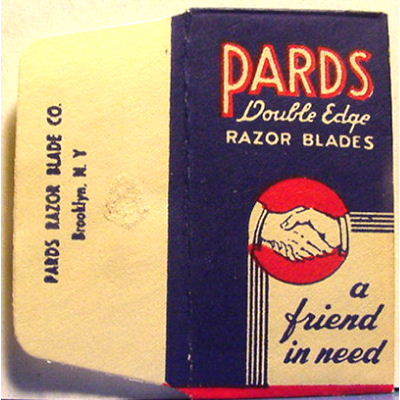 PARDS
Double Edge
RAZOR BLADES
a
friend
in need
PARDS RAZOR BLADE CO.
Brooklyn, N. Y